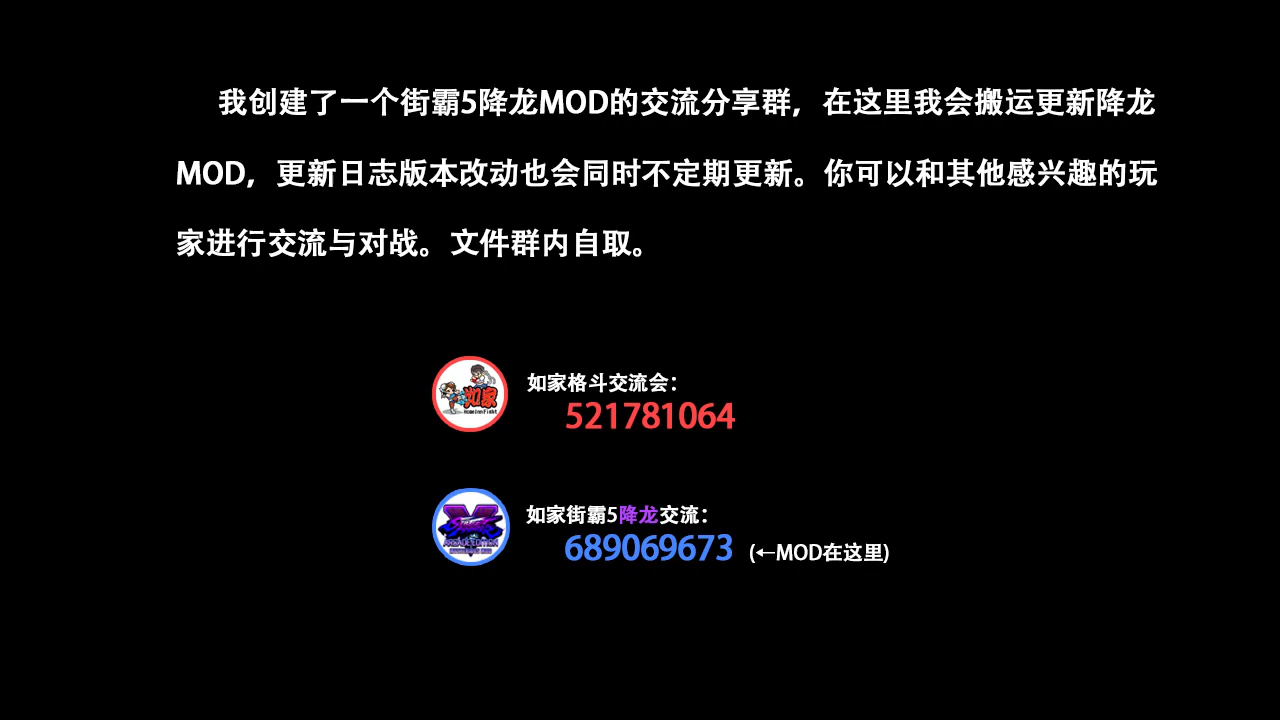 我创建了一个街霸5降龙MOD的交流分享群，在这里我会搬运更新降龙
MOD，更新日志版本改动也会同时不定期更新。你可以和其他感兴趣的玩
家进行交流与对战。文件群内自取。
如家
如家格斗交流会：
521781064
如家街霸5降龙交流：
689069673 (←MOD在这里)